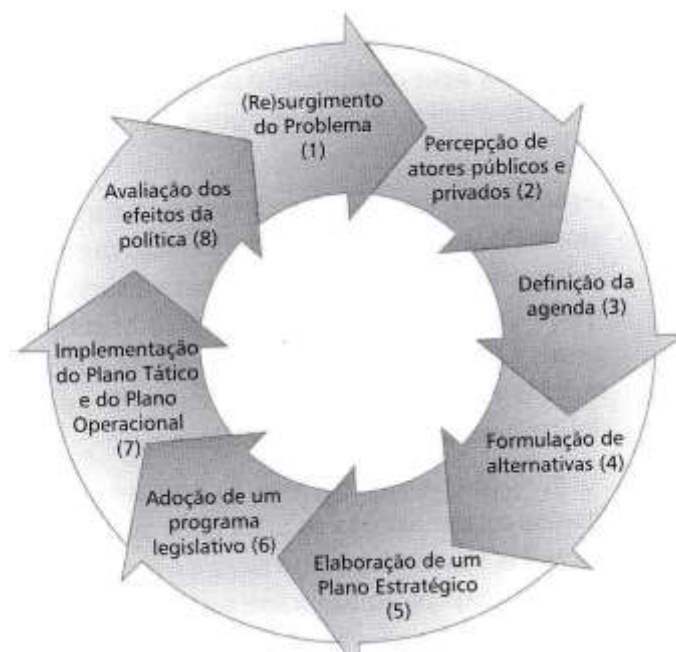 (Re)surgimento
do Problema
(1)
Percepção de
atores públicos e
privados (2)
Definição da
agenda (3)
Formulação de
alternativas (4)
Elaboração de um
Plano Estratégico
(5)
Adoção de um
programa
legislativo (6)
Implementação
do Plano Tático
e do Plano
Operacional
(7)
Avaliação dos
efeitos da
política (8)